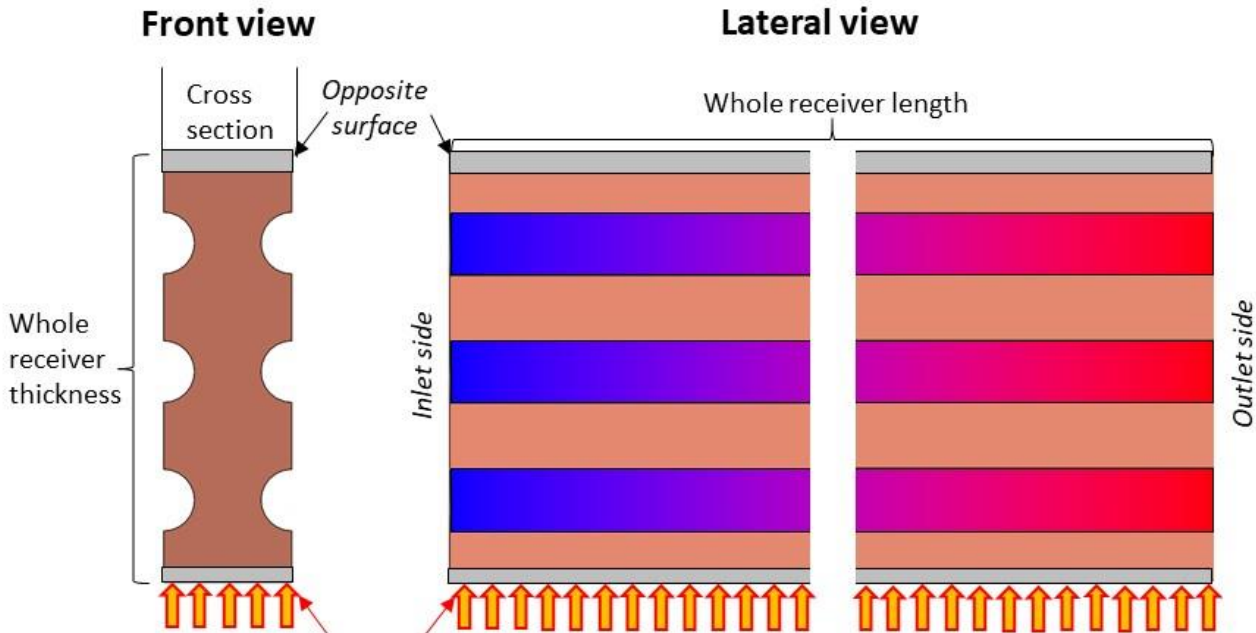 Front view
Lateral view
Cross
section
Opposite
surface
Whole receiver length
Whole
receiver
thickness
Inlet side
Outlet side